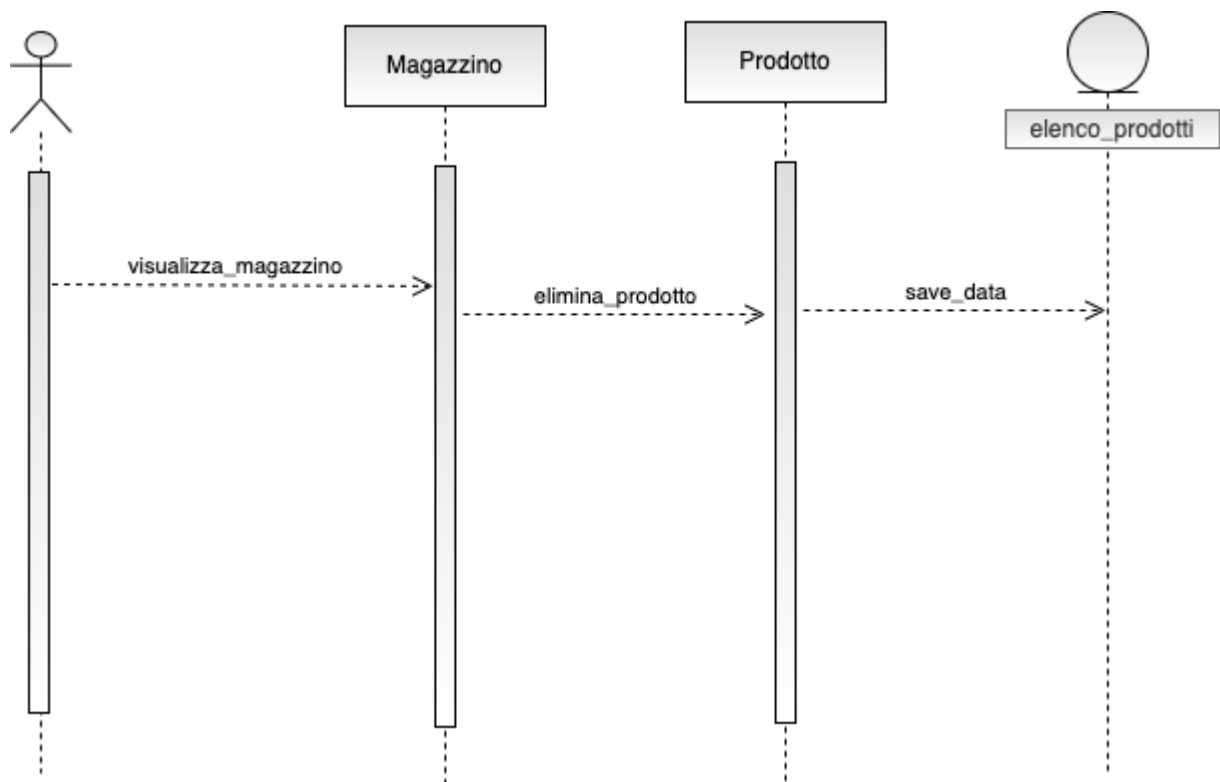 Magazzino
Prodotto
elenco_prodotti
visualizza_magazzino
elimina_prodotto
save_data